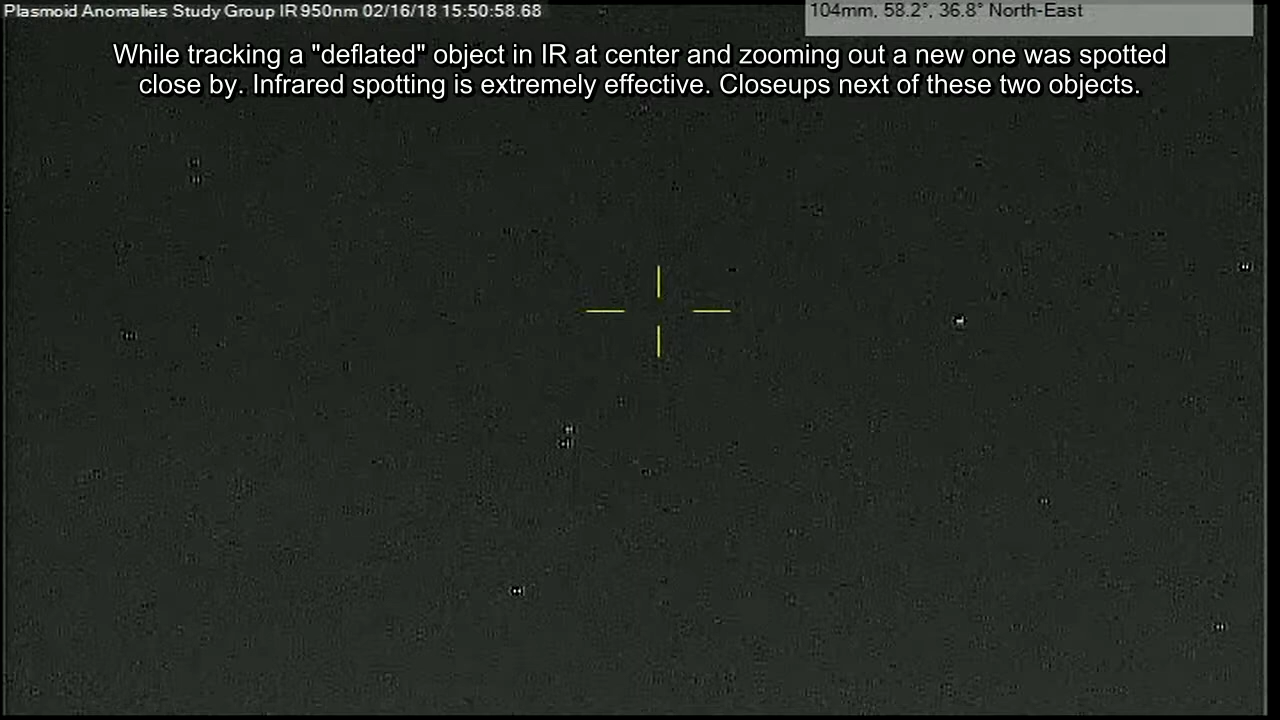 Plasmoid Anomalies Study Group IR 950nm 02/16/18 15:50:58.68
104mm, 58.2°, 36.8° North-East
While tracking a "deflated" object in IR at center and zooming out a new one was spotted
close by. Infrared spotting is extremely effective. Closeups next of these two objects.